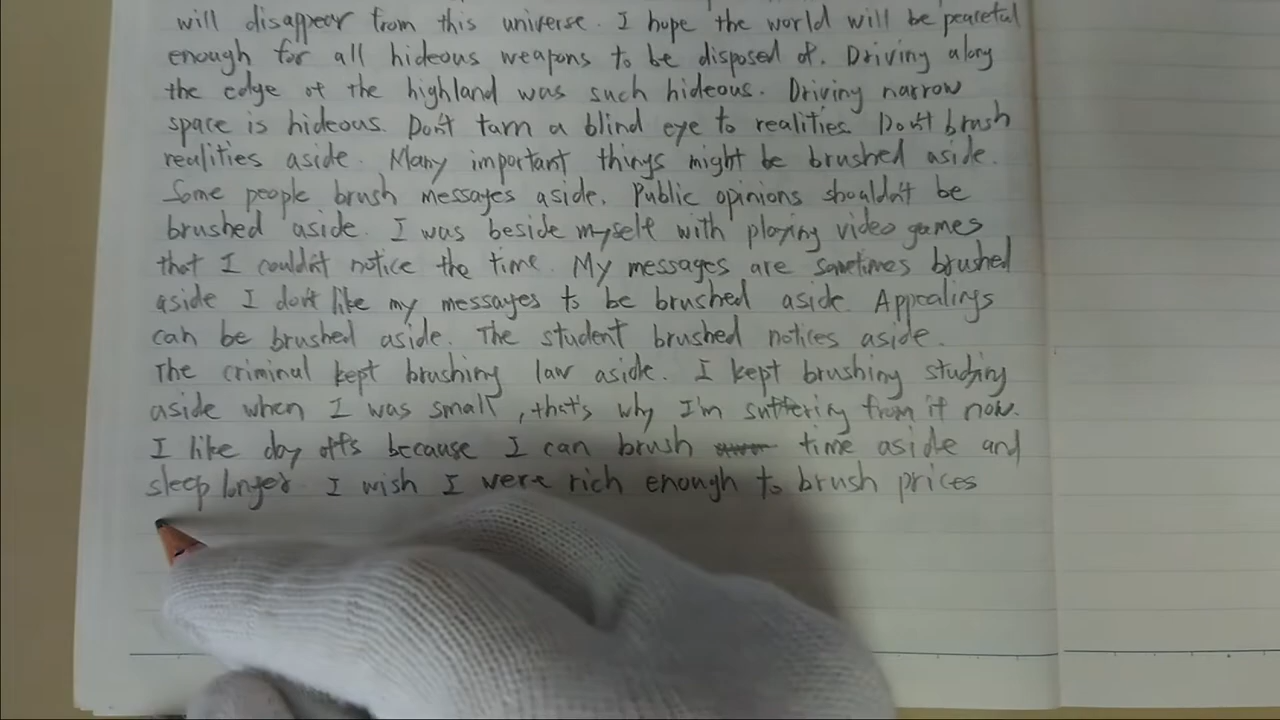 will disappear from this universe. I hope the world will be peaceful
enough for all hideous weapons to be disposed of. Driving along
the edge of the highland was such hideous. Driving narrow
space is hideous. Don't turn a blind eye to realities. Don't brush
realities aside. Many important things might be brushed aside.
Some people brush messages aside. Public opinions shouldn't be
brushed aside. I was beside myself with playing video games
that I couldn't notice the time. My messages are sometimes brushed
aside I don't like my messages to be brushed aside. Appealings
can be brushed aside. The student brushed notices aside.
The criminal kept brushing law aside. I kept brushing studying
aside when I was small, that's why I'm suffering from it now.
I like day offs because I can brush time aside and
sleep longer. I wish I were rich enough to brush prices